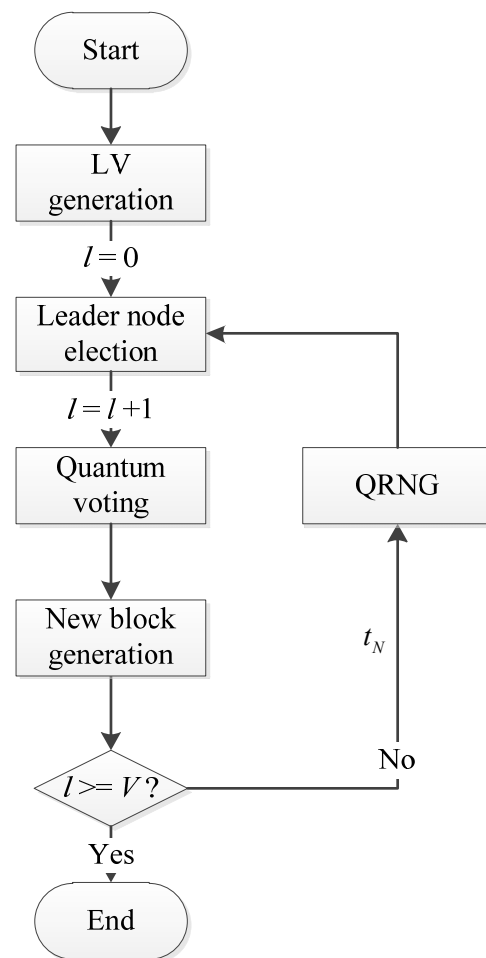 Start
LV
generation
l = 0
Leader node
election
l = l +1
Quantum
voting
QRNG
New block
generation
t_N
l >= V ?
No
Yes
End